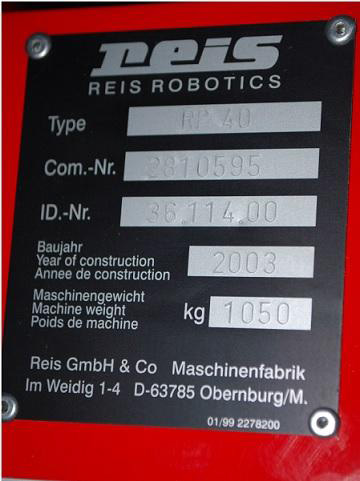 reis
REIS ROBOTICS
Type RP 40
Com.-Nr. 2810595
ID.-Nr. 36.114.00
Baujahr
Year of construction 2003
Annee de construction
Maschinengewicht
Machine weight kg 1050
Poids de machine
Reis GmbH & Co Maschinenfabrik
Im Weidig 1-4 D-63785 Obernburg/M.
01/99 2278200